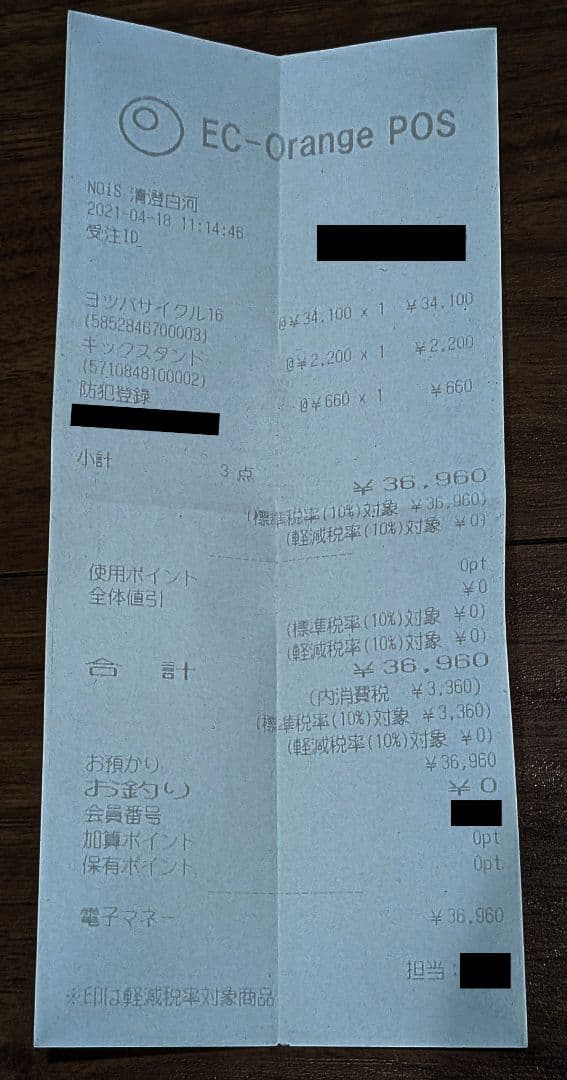 EC-Orange POS
NOiS 清澄白河
2021-04-18 11:14:46
受注ID
ヨツバサイクル16 @¥34,100 x 1 ¥34,100
(5852846700003)
キックスタンド @¥2,200 x 1 ¥2,200
(5710848100002)
防犯登録 @¥660 x 1 ¥660
小計 3 点 ¥36,960
(標準税率(10%)対象 ¥36,960)
(軽減税率(10%)対象 ¥0)
使用ポイント 0pt
全体値引 ¥0
(標準税率(10%)対象 ¥0)
(軽減税率(10%)対象 ¥0)
合計 ¥36,960
(内消費税 ¥3,360)
(標準税率(10%)対象 ¥3,360)
(軽減税率(10%)対象 ¥0)
お預かり ¥36,960
お釣り ¥0
会員番号
加算ポイント 0pt
保有ポイント 0pt
電子マネー ¥36,960
担当:
※印は軽減税率対象商品